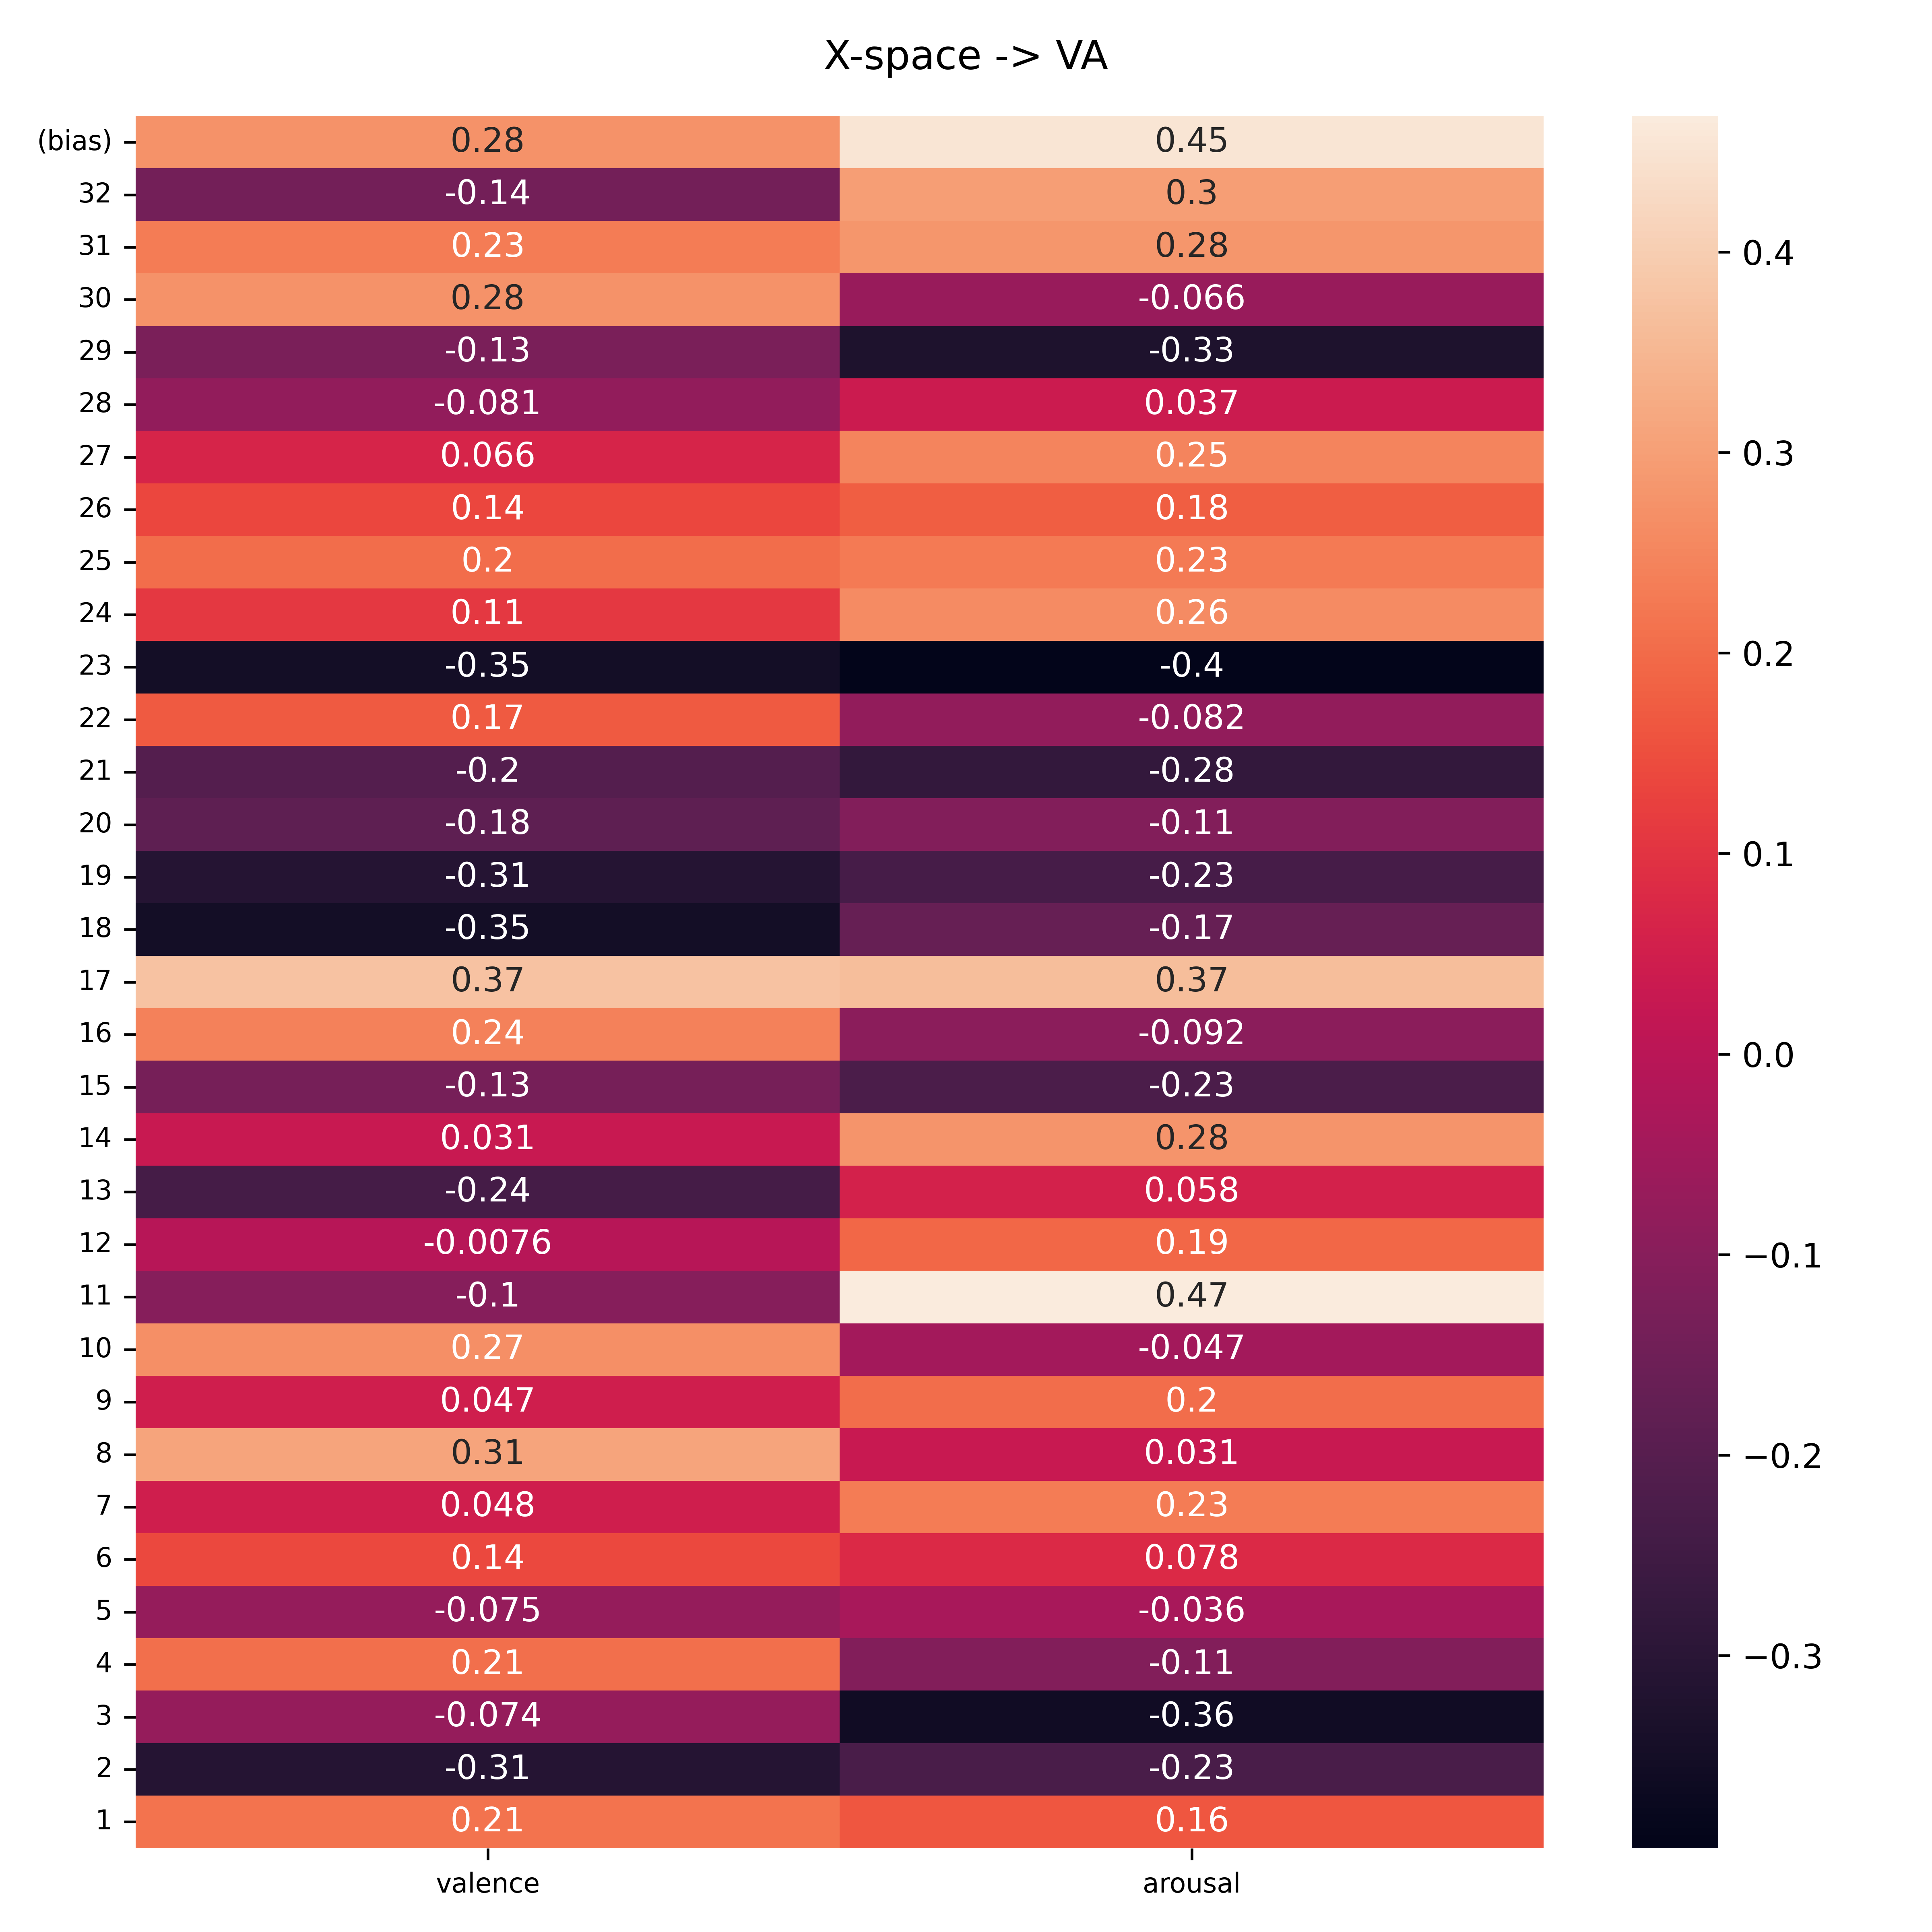 X-space -> VA
(bias) 0.28 0.45
32 -0.14 0.3
31 0.23 0.28
30 0.28 -0.066
29 -0.13 -0.33
28 -0.081 0.037
27 0.066 0.25
26 0.14 0.18
25 0.2 0.23
24 0.11 0.26
23 -0.35 -0.4
22 0.17 -0.082
21 -0.2 -0.28
20 -0.18 -0.11
19 -0.31 -0.23
18 -0.35 -0.17
17 0.37 0.37
16 0.24 -0.092
15 -0.13 -0.23
14 0.031 0.28
13 -0.24 0.058
12 -0.0076 0.19
11 -0.1 0.47
10 0.27 -0.047
9 0.047 0.2
8 0.31 0.031
7 0.048 0.23
6 0.14 0.078
5 -0.075 -0.036
4 0.21 -0.11
3 -0.074 -0.36
2 -0.31 -0.23
1 0.21 0.16
valence arousal
0.4
0.3
0.2
0.1
0.0
−0.1
−0.2
−0.3